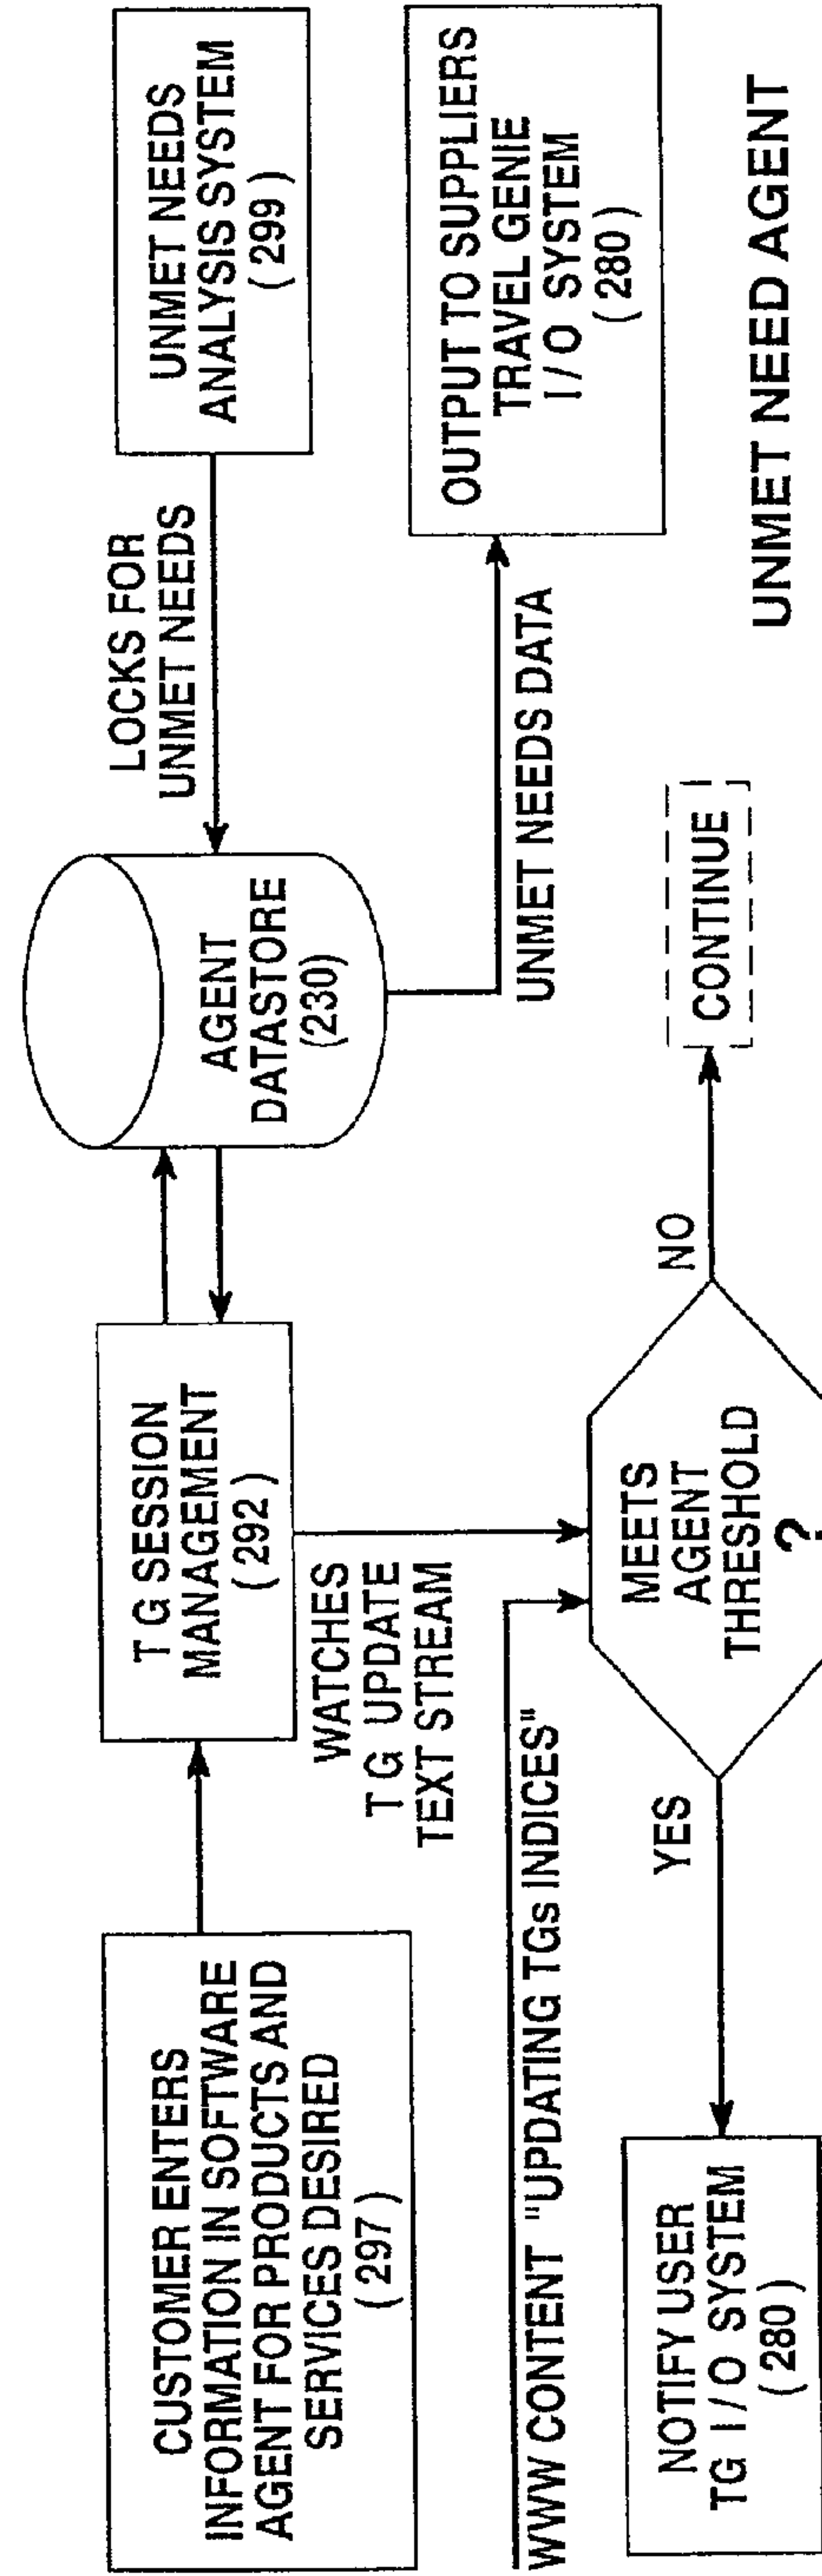 CUSTOMER ENTERS
INFORMATION IN SOFTWARE
AGENT FOR PRODUCTS AND
SERVICES DESIRED
( 297 )
T G SESSION
MANAGEMENT
( 292 )
AGENT
DATASTORE
(230)
LOCKS FOR
UNMET NEEDS
UNMET NEEDS
ANALYSIS SYSTEM
( 299 )
WATCHES
T G UPDATE
TEXT STREAM
UNMET NEEDS DATA
OUTPUT TO SUPPLIERS
TRAVEL GENIE
I / O SYSTEM
( 280 )
WWW CONTENT "UPDATING TGs INDICES"
NOTIFY USER
TG I / O SYSTEM
( 280 )
YES
MEETS
AGENT
THRESHOLD
?
NO
CONTINUE
UNMET NEED AGENT